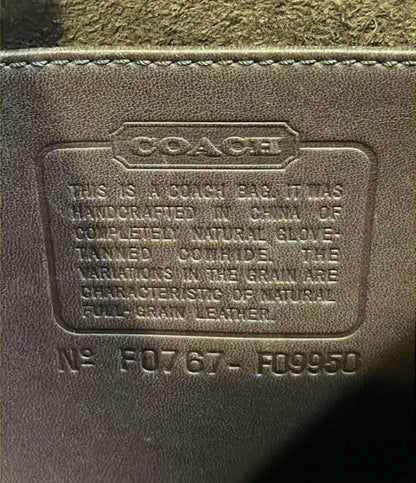 COACH
THIS IS A COACH BAG. IT WAS
HANDCRAFTED IN CHINA OF
COMPLETELY NATURAL GLOVE-
TANNED COWHIDE. THE
VARIATIONS IN THE GRAIN ARE
CHARACTERISTIC OF NATURAL
FULL-GRAIN LEATHER.
Nº F0767-F09950